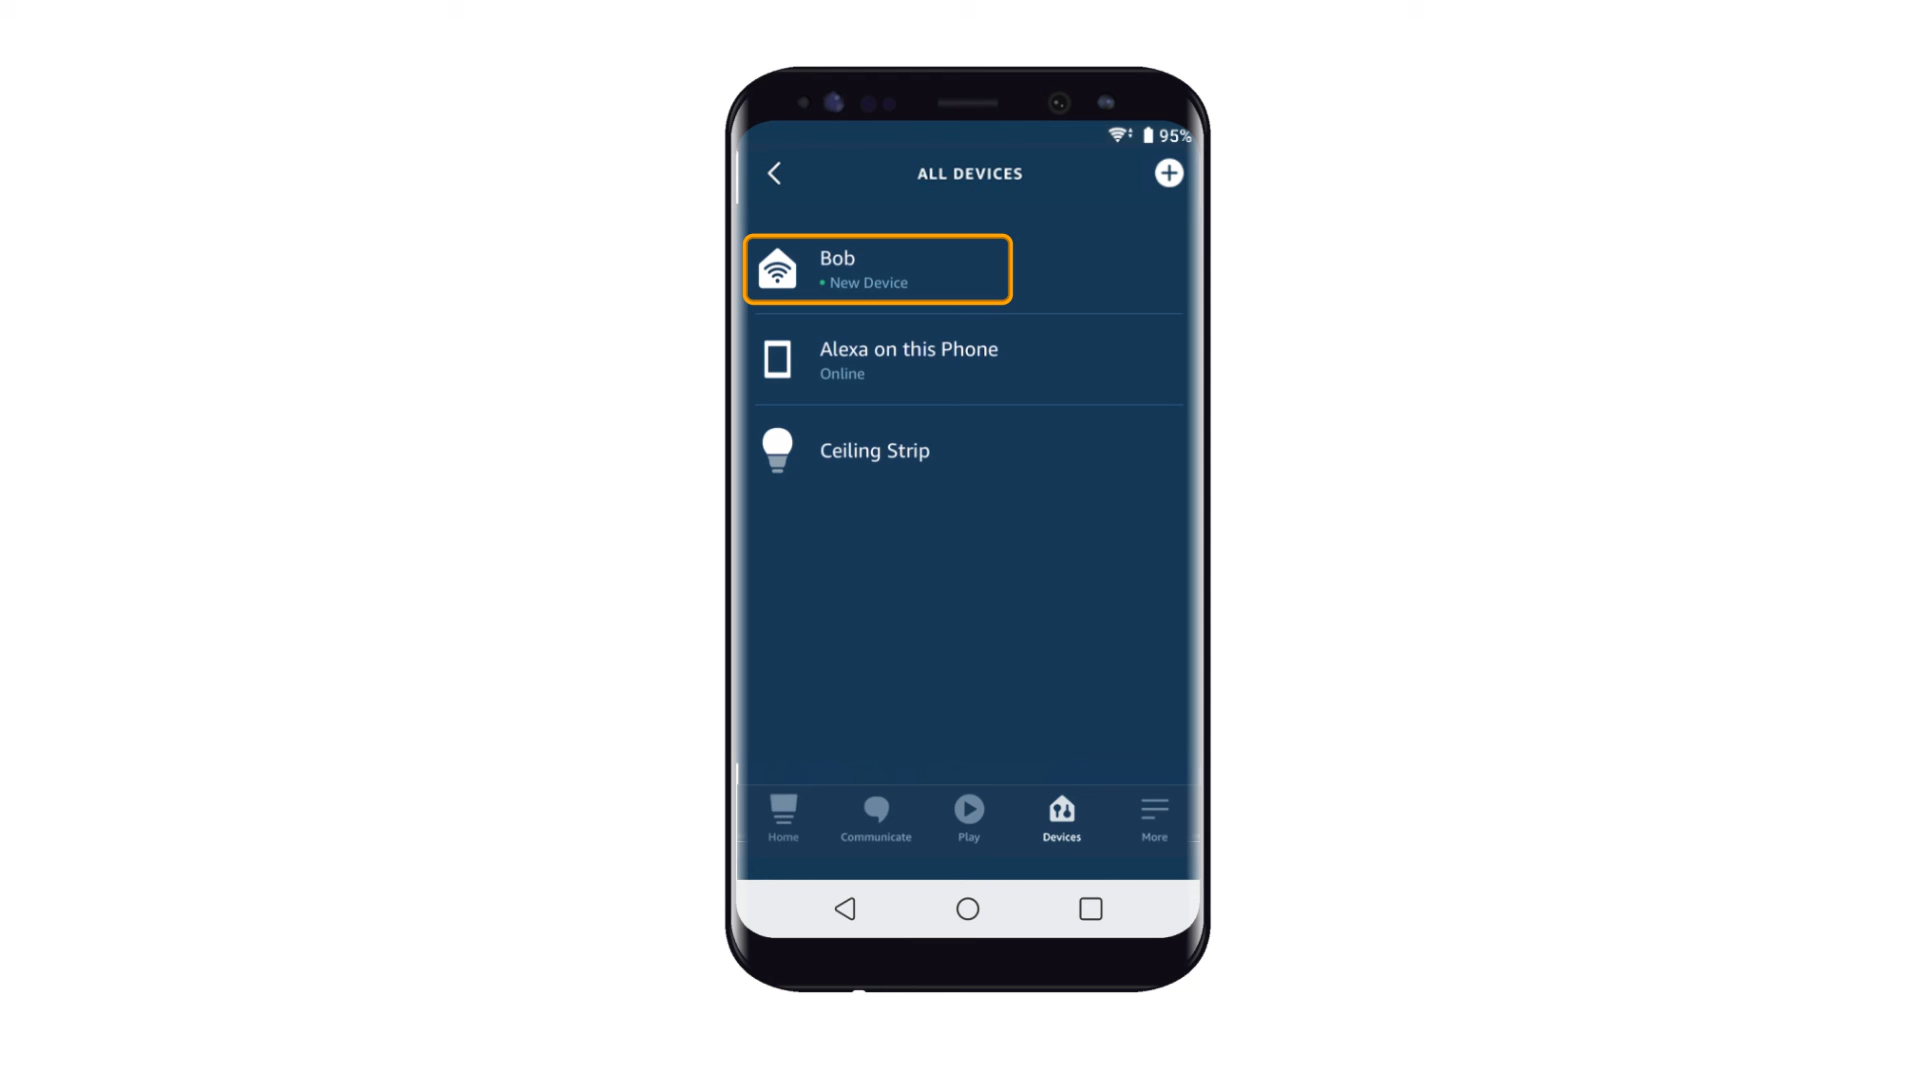 95%
ALL DEVICES
Bob
New Device
Alexa on this Phone
Online
Ceiling Strip
Home
Communicate
Play
Devices
More